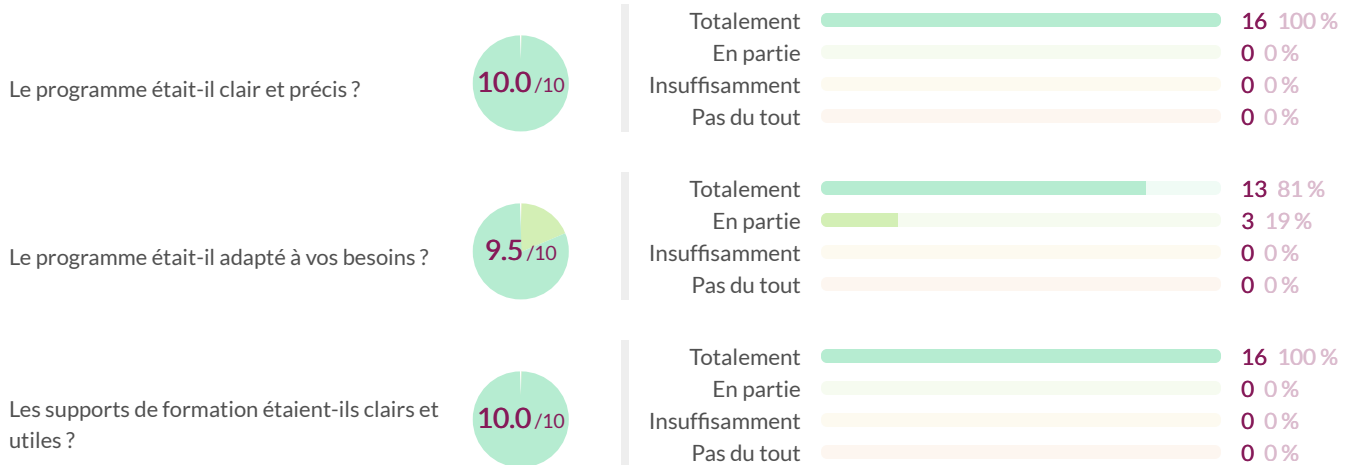 Le programme était-il clair et précis ?
10.0 /10
Totalement 16 100 %
En partie 0 0 %
Insuffisamment 0 0 %
Pas du tout 0 0 %
Le programme était-il adapté à vos besoins ?
9.5 /10
Totalement 13 81 %
En partie 3 19 %
Insuffisamment 0 0 %
Pas du tout 0 0 %
Les supports de formation étaient-ils clairs et
utiles ?
10.0 /10
Totalement 16 100 %
En partie 0 0 %
Insuffisamment 0 0 %
Pas du tout 0 0 %